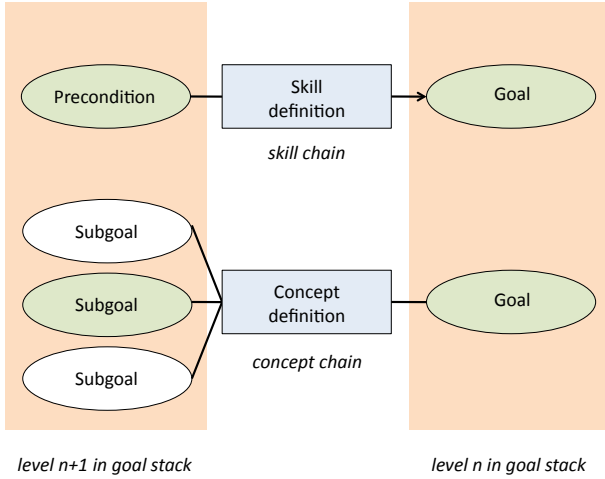 Precondition
Skill
definition
Goal
skill chain
Subgoal
Subgoal
Subgoal
Concept
definition
Goal
concept chain
level n+1 in goal stack
level n in goal stack